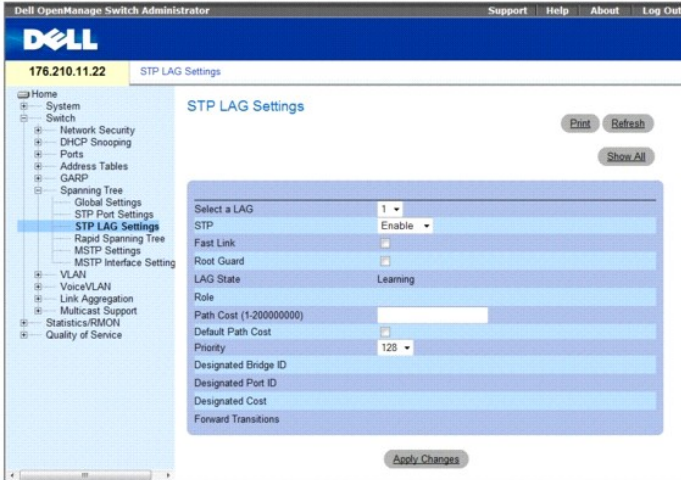 Dell OpenManage Switch Administrator
Support Help About Log Out
DELL
176.210.11.22
STP LAG Settings
Home
System
Switch
Network Security
DHCP Snooping
Ports
Address Tables
GARP
Spanning Tree
Global Settings
STP Port Settings
STP LAG Settings
Rapid Spanning Tree
MSTP Settings
MSTP Interface Setting
VLAN
VoiceVLAN
Link Aggregation
Multicast Support
Statistics/RMON
Quality of Service
STP LAG Settings
Print Refresh
Show All
Select a LAG 1
STP Enable
Fast Link
Root Guard
LAG State Learning
Role
Path Cost (1-200000000)
Default Path Cost
Priority 128
Designated Bridge ID
Designated Port ID
Designated Cost
Forward Transitions
Apply Changes